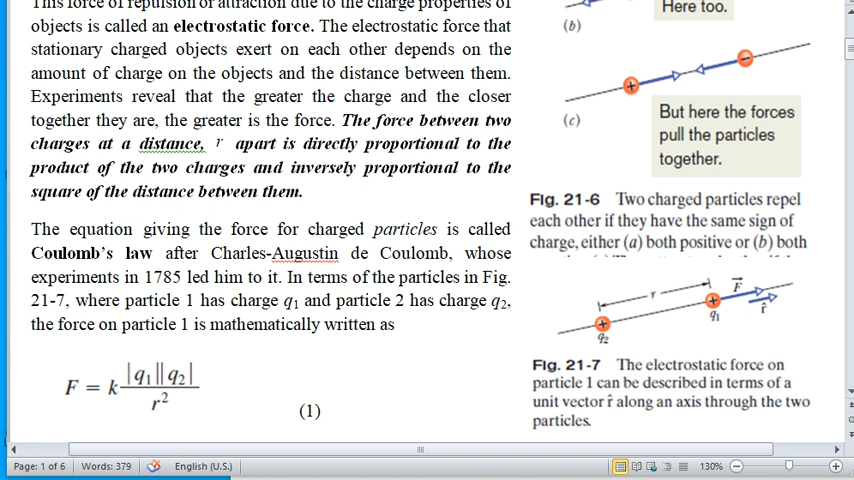 This force of repulsion or attraction due to the charge properties of
objects is called an electrostatic force. The electrostatic force that
stationary charged objects exert on each other depends on the
amount of charge on the objects and the distance between them.
Experiments reveal that the greater the charge and the closer
together they are, the greater is the force. The force between two
charges at a distance, r apart is directly proportional to the
product of the two charges and inversely proportional to the
square of the distance between them.
The equation giving the force for charged particles is called
Coulomb's law after Charles-Augustin de Coulomb, whose
experiments in 1785 led him to it. In terms of the particles in Fig.
21-7, where particle 1 has charge q₁ and particle 2 has charge q₂,
the force on particle 1 is mathematically written as
F = k |q₁||q₂| / r²
(1)
Here too.
(b)
+ −
(c)
But here the forces
pull the particles
together.
Fig. 21-6 Two charged particles repel
each other if they have the same sign of
charge, either (a) both positive or (b) both
r F⃗
+ + r̂
q₂ q₁
Fig. 21-7 The electrostatic force on
particle 1 can be described in terms of a
unit vector r̂ along an axis through the two
particles.
Page: 1 of 6 Words: 379 English (U.S.) 130%